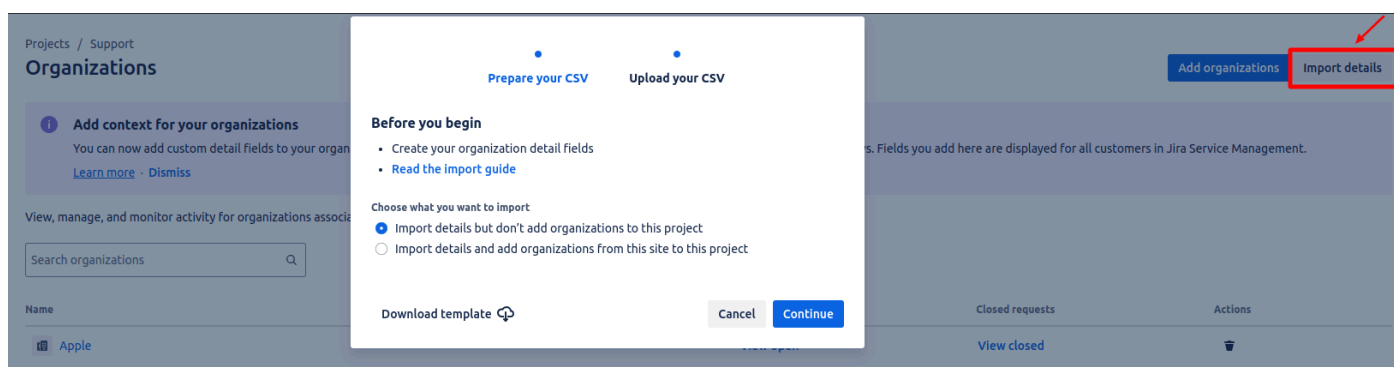 Projects / Support
Organizations
Add organizations
Import details
Add context for your organizations
You can now add custom detail fields to your organ
s. Fields you add here are displayed for all customers in Jira Service Management.
Learn more · Dismiss
View, manage, and monitor activity for organizations associa
Search organizations
Name
Closed requests
Actions
Apple
View closed
Prepare your CSV
Upload your CSV
Before you begin
• Create your organization detail fields
• Read the import guide
Choose what you want to import
Import details but don't add organizations to this project
Import details and add organizations from this site to this project
Download template
Cancel
Continue